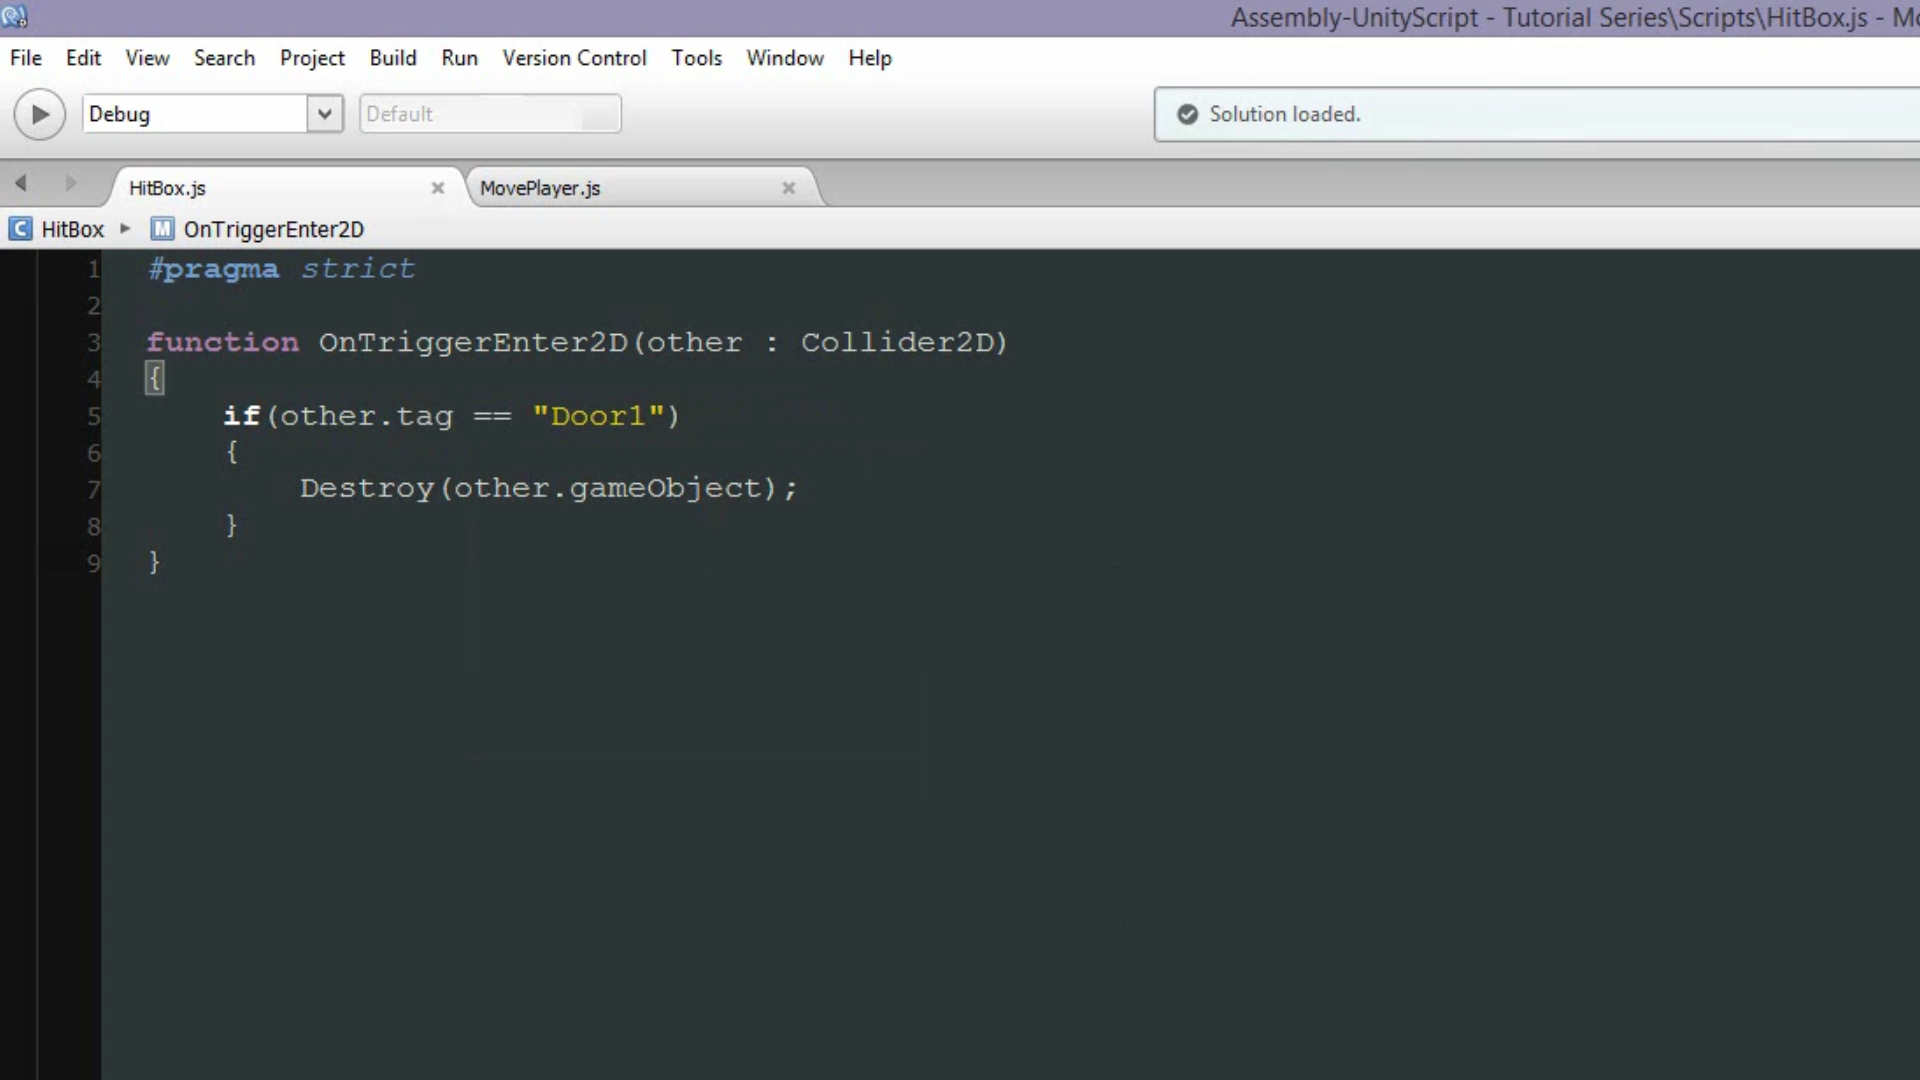 Assembly-UnityScript - Tutorial Series\Scripts\HitBox.js - Mo
File Edit View Search Project Build Run Version Control Tools Window Help
Debug Default Solution loaded.
HitBox.js MovePlayer.js
HitBox OnTriggerEnter2D
1 #pragma strict
2
3 function OnTriggerEnter2D(other : Collider2D)
4 {
5 if(other.tag == "Door1")
6 {
7 Destroy(other.gameObject);
8 }
9 }